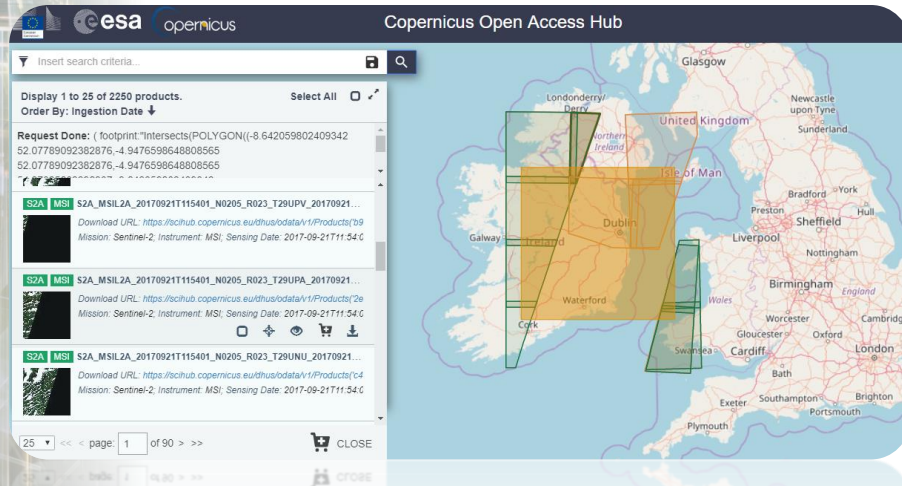 esa
opernicus
Copernicus Open Access Hub
Insert search criteria...
Display 1 to 25 of 2250 products.
Select All
Order By: Ingestion Date
Request Done: ( footprint:"Intersects(POLYGON((-8.642059802409342
52.07789092382876,-4.9476598648808565
52.07789092382876,-4.9476598648808565
S2A MSI S2A_MSIL2A_20170921T115401_N0205_R023_T29UPV_20170921...
Download URL: https://scihub.copernicus.eu/dhus/odata/v1/Products('b9
Mission: Sentinel-2; Instrument: MSI; Sensing Date: 2017-09-21T11:54:0
S2A MSI S2A_MSIL2A_20170921T115401_N0205_R023_T29UPA_20170921...
Download URL: https://scihub.copernicus.eu/dhus/odata/v1/Products('2e
Mission: Sentinel-2; Instrument: MSI; Sensing Date: 2017-09-21T11:54:0
S2A MSI S2A_MSIL2A_20170921T115401_N0205_R023_T29UNU_20170921...
Download URL: https://scihub.copernicus.eu/dhus/odata/v1/Products('c4
Mission: Sentinel-2; Instrument: MSI; Sensing Date: 2017-09-21T11:54:0
25 << < page: 1 of 90 > >>
CLOSE
Glasgow
Londonderry/
Derry
Newcastle
upon Tyne
United Kingdom
Sunderland
Northern
Ireland
Isle of Man
Bradford
York
Preston
Hull
Dublin
Sheffield
Galway
Ireland
Liverpool
Nottingham
Birmingham
England
Waterford
Wales
Worcester
Cambridg
Cork
Gloucester
Oxford
Swansea
Cardiff
London
Bath
Exeter
Southampton
Brighton
Portsmouth
Plymouth